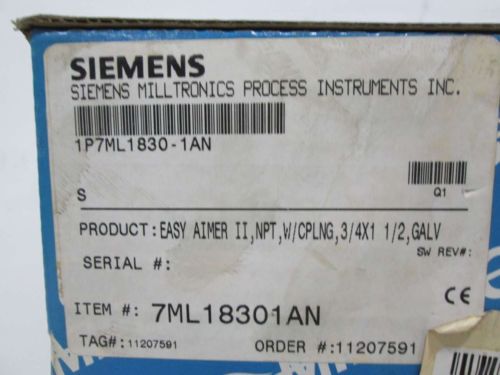 SIEMENS
SIEMENS MILLTRONICS PROCESS INSTRUMENTS INC.
1P7ML1830-1AN
S
Q1
PRODUCT:EASY AIMER II,NPT,W/CPLNG,3/4X1 1/2,GALV
SW REV#:
SERIAL #:
ITEM #: 7ML18301AN
CE
TAG#:11207591 ORDER #:11207591